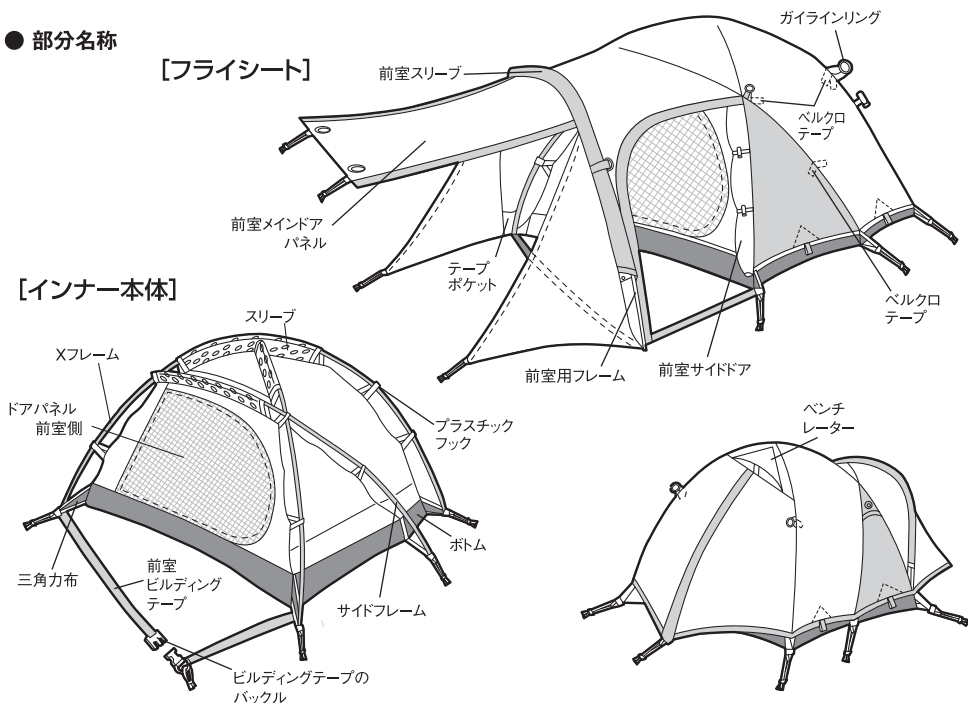 ● 部分名称
[フライシート]
ガイラインリング
前室スリーブ
ベルクロ
テープ
前室メインドア
パネル
テープ
ポケット
ベルクロ
テープ
前室用フレーム
前室サイドドア
[インナー本体]
スリーブ
Xフレーム
ドアパネル
前室側
プラスチック
フック
ボトム
三角力布
前室
ビルディング
テープ
サイドフレーム
ビルディングテープの
バックル
ベンチ
レーター